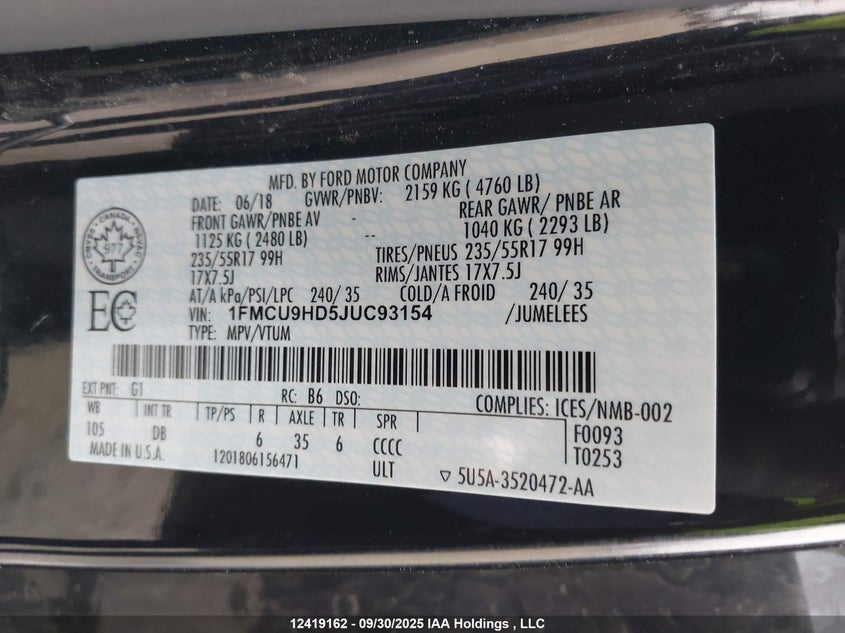 MFD. BY FORD MOTOR COMPANY
DATE: 06/18 GVWR/PNBV: 2159 KG ( 4760 LB)
FRONT GAWR/PNBE AV - REAR GAWR/ PNBE AR
1125 KG ( 2480 LB) -- 1040 KG ( 2293 LB)
235/55R17 99H TIRES/PNEUS 235/55R17 99H
17X7.5J RIMS/JANTES 17X7.5J
AT/A kPa/PSI/LPC 240/ 35 COLD/A FROID 240/ 35
VIN: 1FMCU9HD5JUC93154 /JUMELEES
TYPE: MPV/VTUM
CANADA
977
TRANSPORT
EC
EXT PNT: G1 RC: B6 DSO:
COMPLIES: ICES/NMB-002
WB INT TR TP/PS R AXLE TR SPR
105 DB 6 35 6 CCCC
F0093
T0253
MADE IN U.S.A. 1201806156471 ULT
▽ 5U5A-3520472-AA
12419162 - 09/30/2025 IAA Holdings , LLC